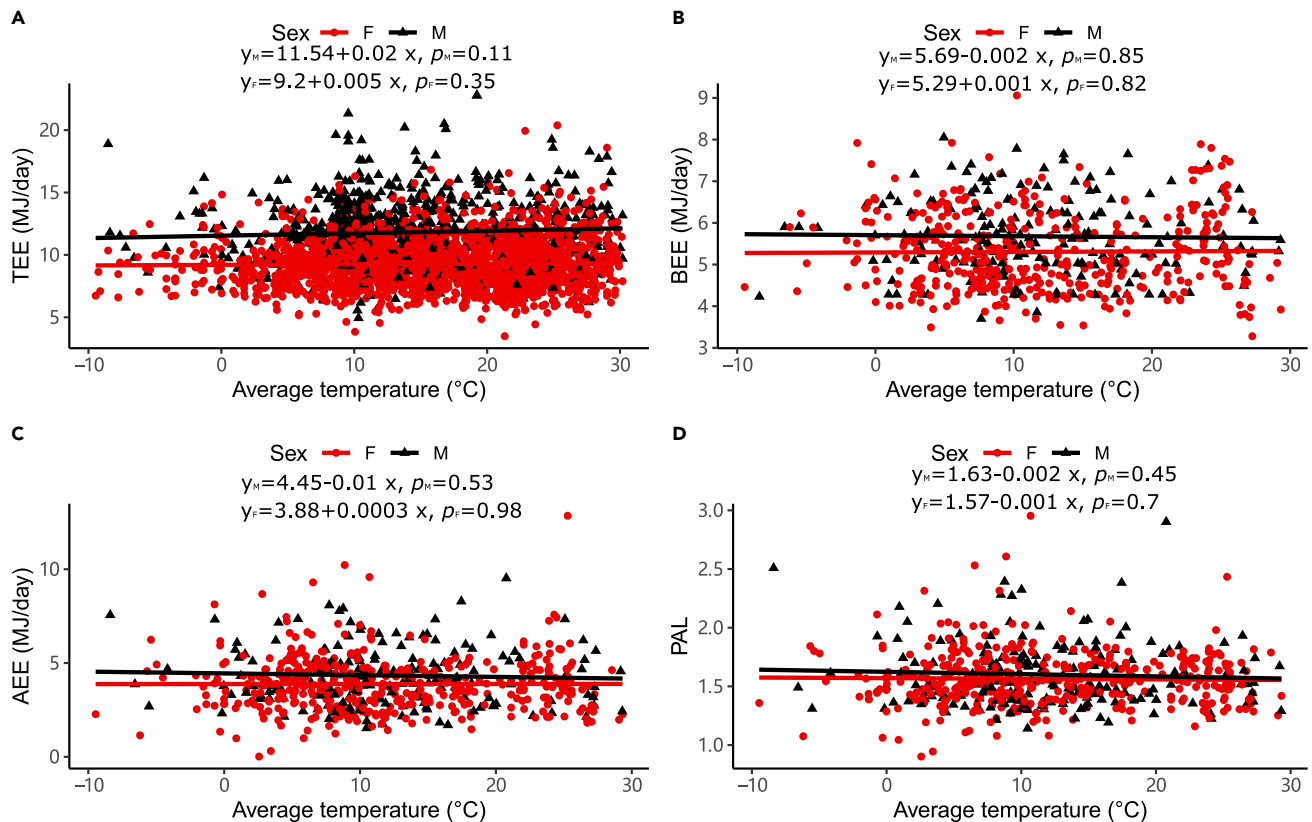 A
Sex F M
yM=11.54+0.02 x, pM=0.11
yF=9.2+0.005 x, pF=0.35
TEE (MJ/day)
20
15
10
5
−10 0 10 20 30
Average temperature (°C)
B
Sex F M
yM=5.69-0.002 x, pM=0.85
yF=5.29+0.001 x, pF=0.82
BEE (MJ/day)
9
8
7
6
5
4
3
−10 0 10 20 30
Average temperature (°C)
C
Sex F M
yM=4.45-0.01 x, pM=0.53
yF=3.88+0.0003 x, pF=0.98
AEE (MJ/day)
10
5
0
−10 0 10 20 30
Average temperature (°C)
D
Sex F M
yM=1.63-0.002 x, pM=0.45
yF=1.57-0.001 x, pF=0.7
PAL
3.0
2.5
2.0
1.5
1.0
−10 0 10 20 30
Average temperature (°C)